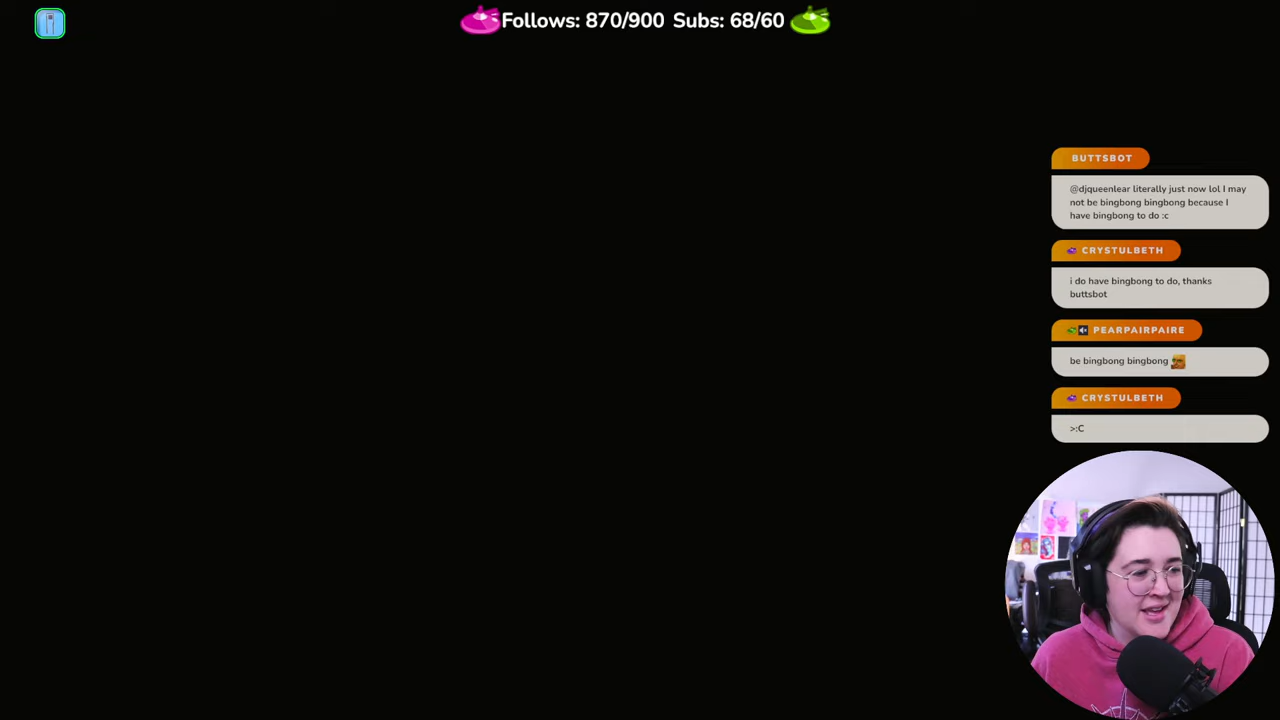 Follows: 870/900 Subs: 68/60
BUTTSBOT
@djqueenlear literally just now lol I may
not be bingbong bingbong because I
have bingbong to do :c
CRYSTULBETH
i do have bingbong to do, thanks
buttsbot
PEARPAIRPAIRE
be bingbong bingbong
CRYSTULBETH
>:C